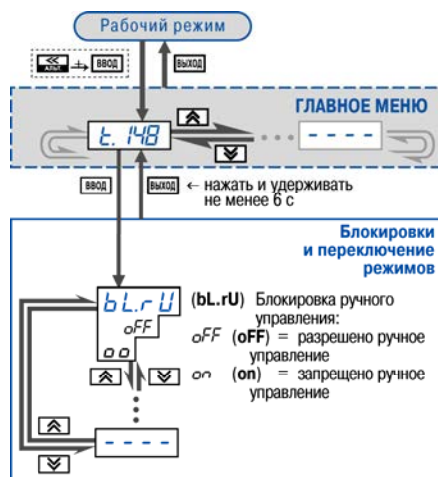 Рабочий режим
≪ Альт. + ВВОД
ВЫХОД
ГЛАВНОЕ МЕНЮ
t. 148
- - - -
ВВОД
ВЫХОД ← нажать и удерживать
не менее 6 с
Блокировки
и переключение
режимов
bL.rU (bL.rU) Блокировка ручного
управления:
oFF
oFF (oFF) = разрешено ручное
управление
on
on (on) = запрещено ручное
управление
- - - -